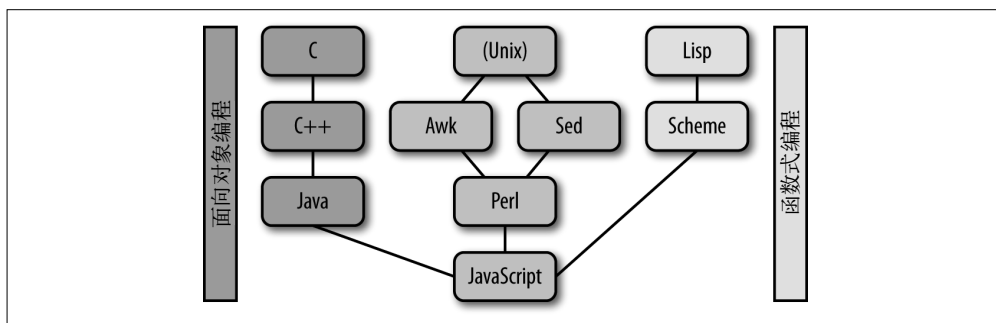 C
(Unix)
Lisp
C++
Awk
Sed
Scheme
Java
Perl
JavaScript
面向对象编程
函数式编程